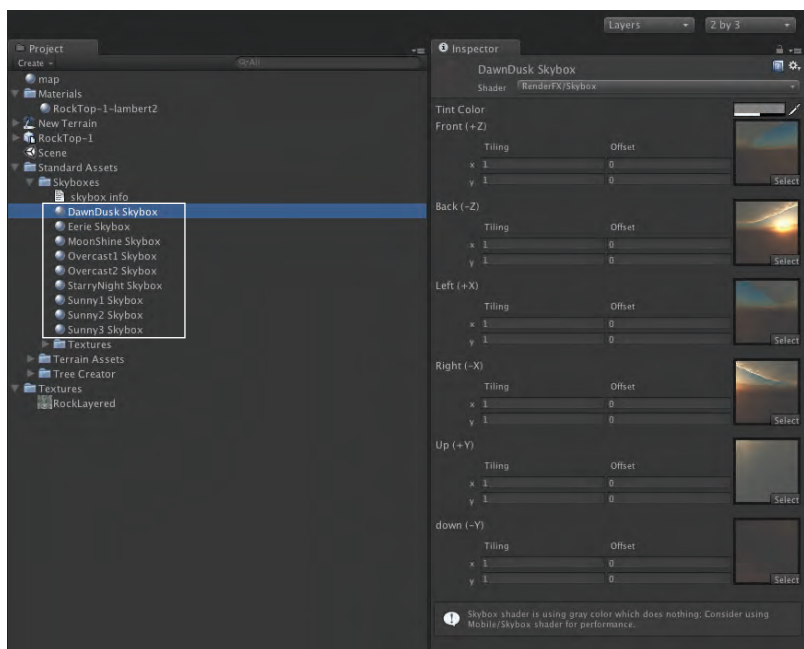 Layers
2 by 3
Project
Create
All
map
Materials
RockTop-1-lambert2
New Terrain
RockTop-1
Scene
Standard Assets
Skyboxes
skybox info
DawnDusk Skybox
Eerie Skybox
MoonShine Skybox
Overcast1 Skybox
Overcast2 Skybox
StarryNight Skybox
Sunny1 Skybox
Sunny2 Skybox
Sunny3 Skybox
Textures
Terrain Assets
Tree Creator
Textures
RockLayered
Inspector
DawnDusk Skybox
Shader RenderFX/Skybox
Tint Color
Front (+Z)
Tiling Offset
x 1 0
y 1 0
Select
Back (-Z)
Tiling Offset
x 1 0
y 1 0
Select
Left (+X)
Tiling Offset
x 1 0
y 1 0
Select
Right (-X)
Tiling Offset
x 1 0
y 1 0
Select
Up (+Y)
Tiling Offset
x 1 0
y 1 0
Select
down (-Y)
Tiling Offset
x 1 0
y 1 0
Select
Skybox shader is using gray color which does nothing; Consider using
Mobile/Skybox shader for performance.